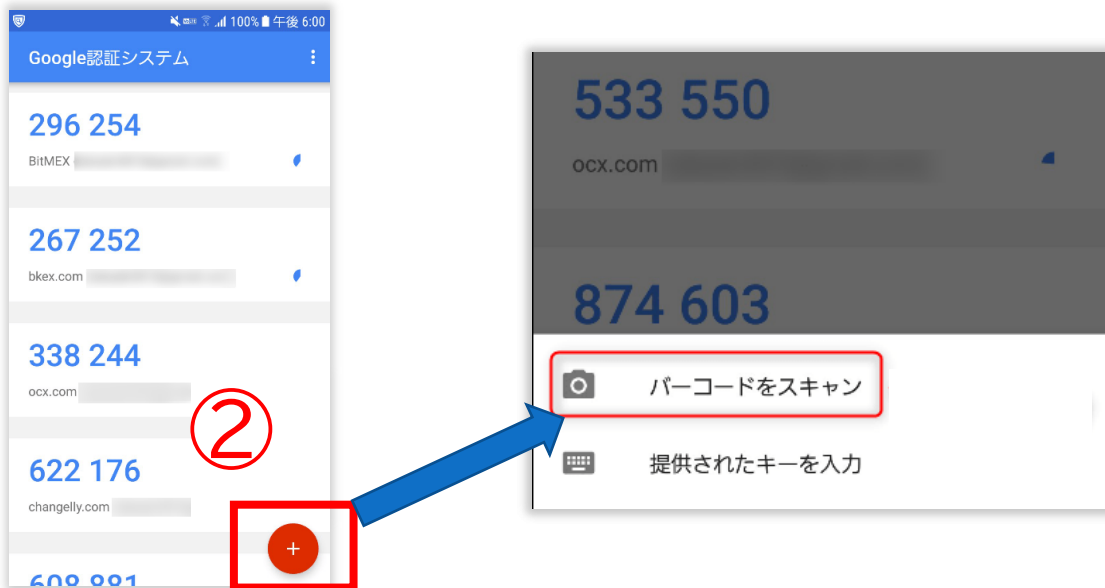 100% 午後 6:00
Google認証システム
296 254
BitMEX
267 252
bkex.com
338 244
ocx.com
622 176
changelly.com
608 881
②
+
533 550
ocx.com
874 603
バーコードをスキャン
提供されたキーを入力